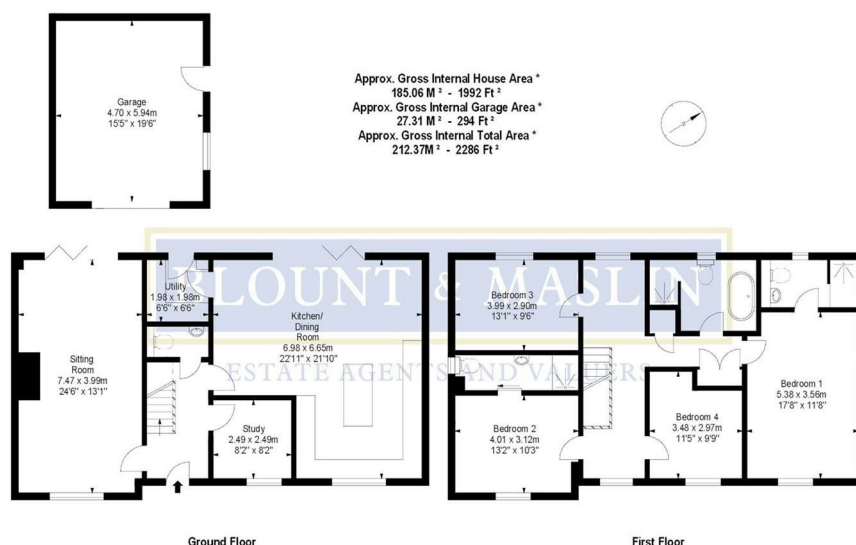 Approx. Gross Internal House Area *
185.06 M ² - 1992 Ft ²
Approx. Gross Internal Garage Area *
27.31 M ² - 294 Ft ²
Approx. Gross Internal Total Area *
212.37M ² - 2286 Ft ²
Garage
4.70 x 5.94m
15'5" x 19'6"
BLOUNT & MASLIN
ESTATE AGENTS AND VALUERS
Utility
1.98 x 1.98m
6'6" x 6'6"
Kitchen/
Dining
Room
6.98 x 6.65m
22'11" x 21'10"
Sitting
Room
7.47 x 3.99m
24'6" x 13'1"
Study
2.49 x 2.49m
8'2" x 8'2"
Bedroom 3
3.99 x 2.90m
13'1" x 9'6"
Bedroom 1
5.38 x 3.56m
17'8" x 11'8"
Bedroom 2
4.01 x 3.12m
13'2" x 10'3"
Bedroom 4
3.48 x 2.97m
11'5" x 9'9"
Ground Floor
First Floor